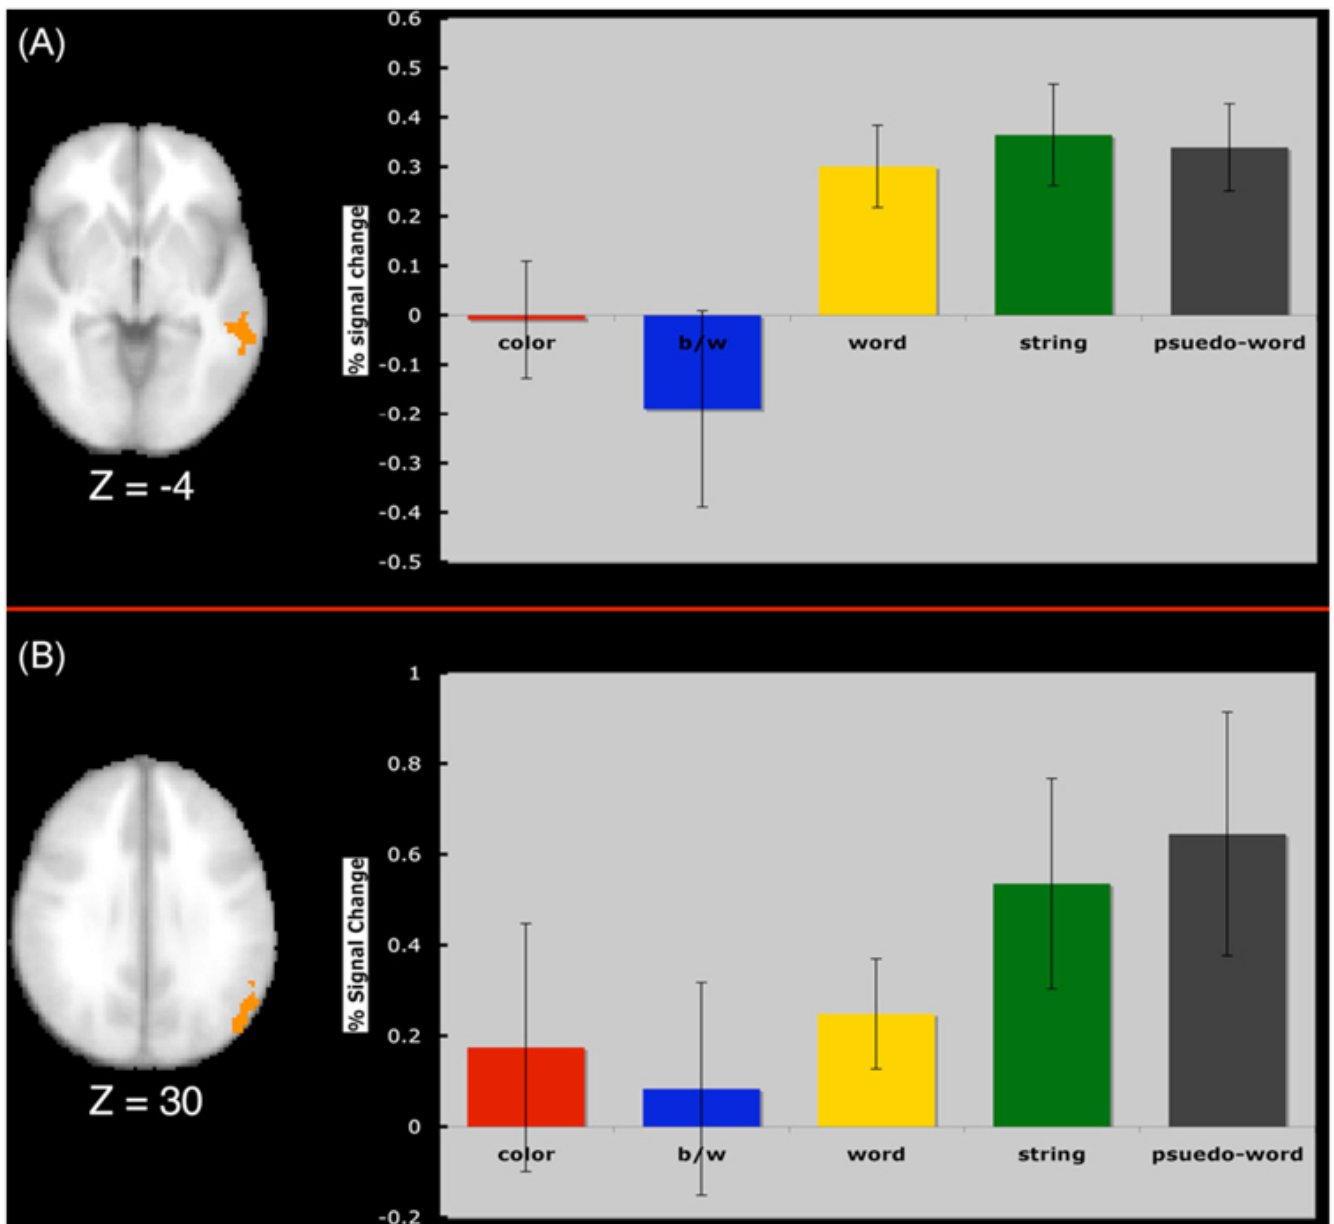 (A)
0.6
0.5
0.4
0.3
0.2
0.1
0
-0.1
-0.2
-0.3
-0.4
-0.5
% signal change
color b/w word string psuedo-word
Z = -4
(B)
1
0.8
0.6
0.4
0.2
0
-0.2
% Signal Change
color b/w word string psuedo-word
Z = 30